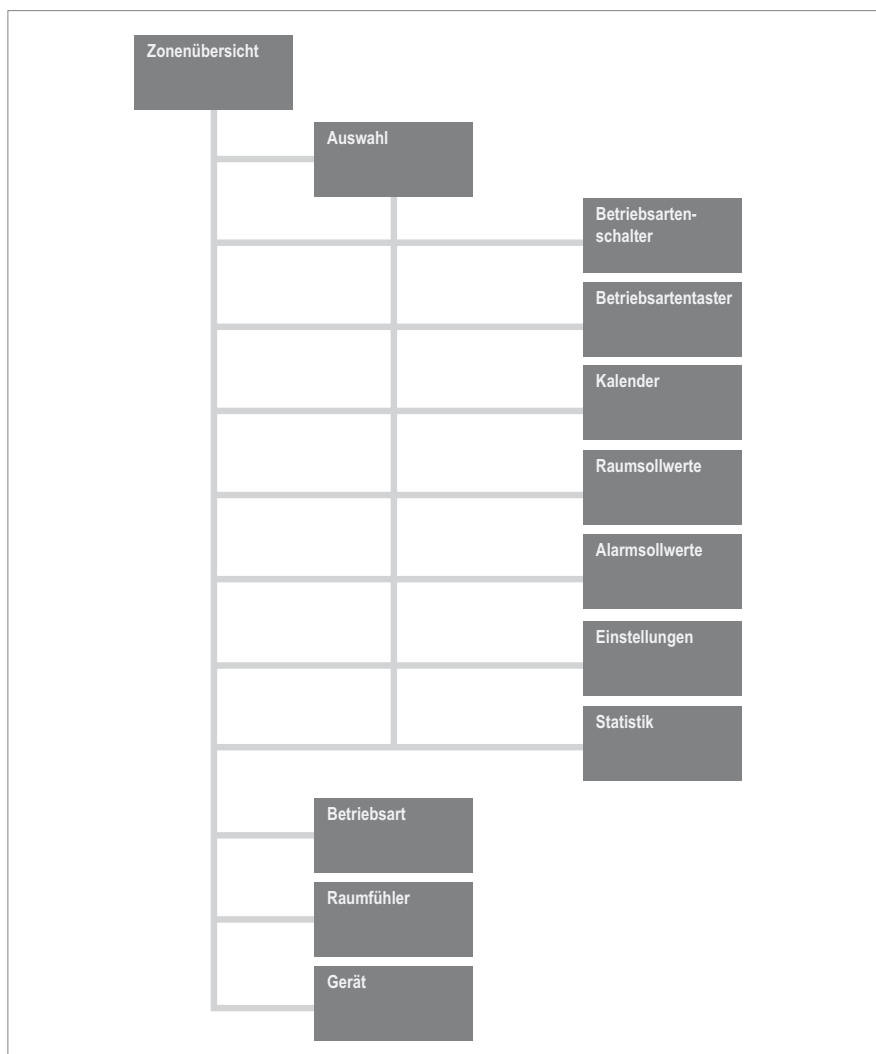 Zonenübersicht
Auswahl
Betriebsarten-
schalter
Betriebsartentaster
Kalender
Raumsollwerte
Alarmsollwerte
Einstellungen
Statistik
Betriebsart
Raumfühler
Gerät